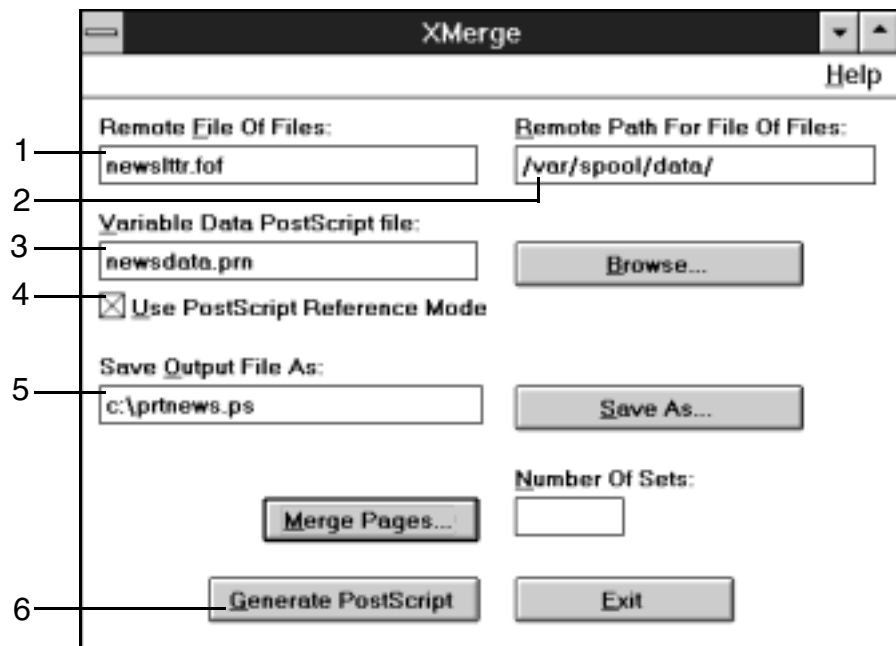 XMerge
Help
Remote File Of Files:
Remote Path For File Of Files:
1
newslttr.fof
/var/spool/data/
2
Variable Data PostScript file:
3
newsdata.prn
Browse...
4
Use PostScript Reference Mode
Save Output File As:
5
c:\prtnews.ps
Save As...
Number Of Sets:
Merge Pages...
6
Generate PostScript
Exit